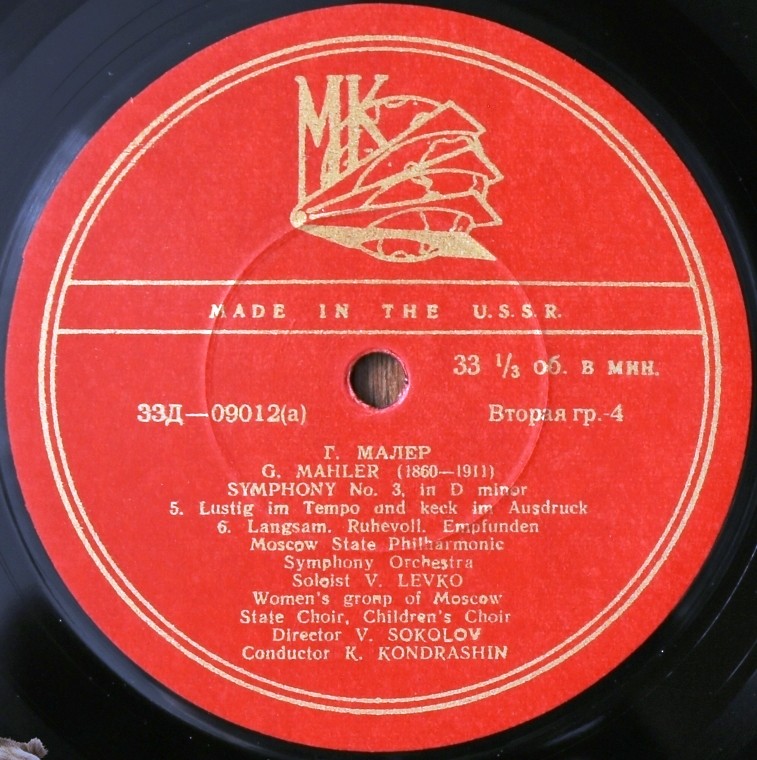 МК
MADE IN THE U.S.S.R.
33 1/3 об. в мин.
33Д—09012(а)
Вторая гр.-4
Г. МАЛЕР
G. MAHLER (1860—1911)
SYMPHONY No. 3, in D minor
5. Lustig im Tempo und keck im Ausdruck
6. Langsam. Ruhevoll. Empfunden
Moscow State Philharmonic
Symphony Orchestra
Soloist V. LEVKO
Women's group of Moscow
State Choir, Children's Choir
Director V. SOKOLOV
Conductor K. KONDRASHIN